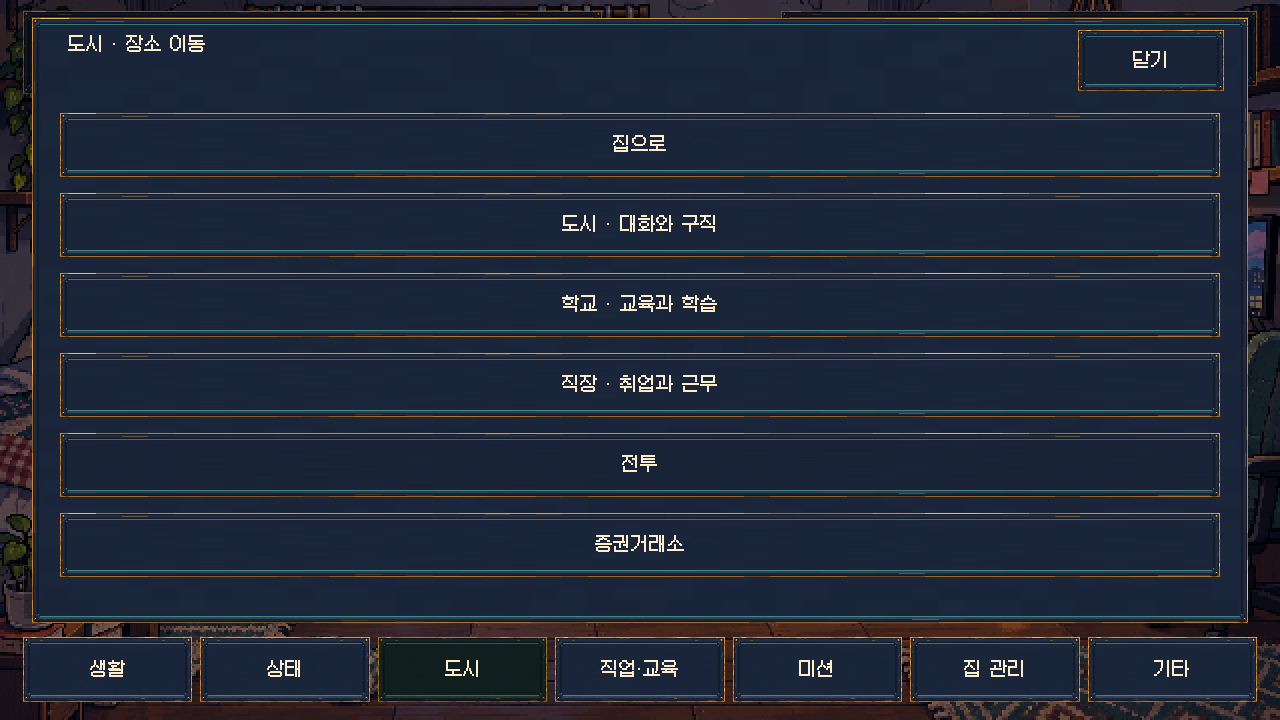 도시 · 장소 이동
닫기
집으로
도시 · 대화와 구직
학교 · 교육과 학습
직장 · 취업과 근무
전투
증권거래소
생활
상태
도시
직업·교육
미션
집 관리
기타